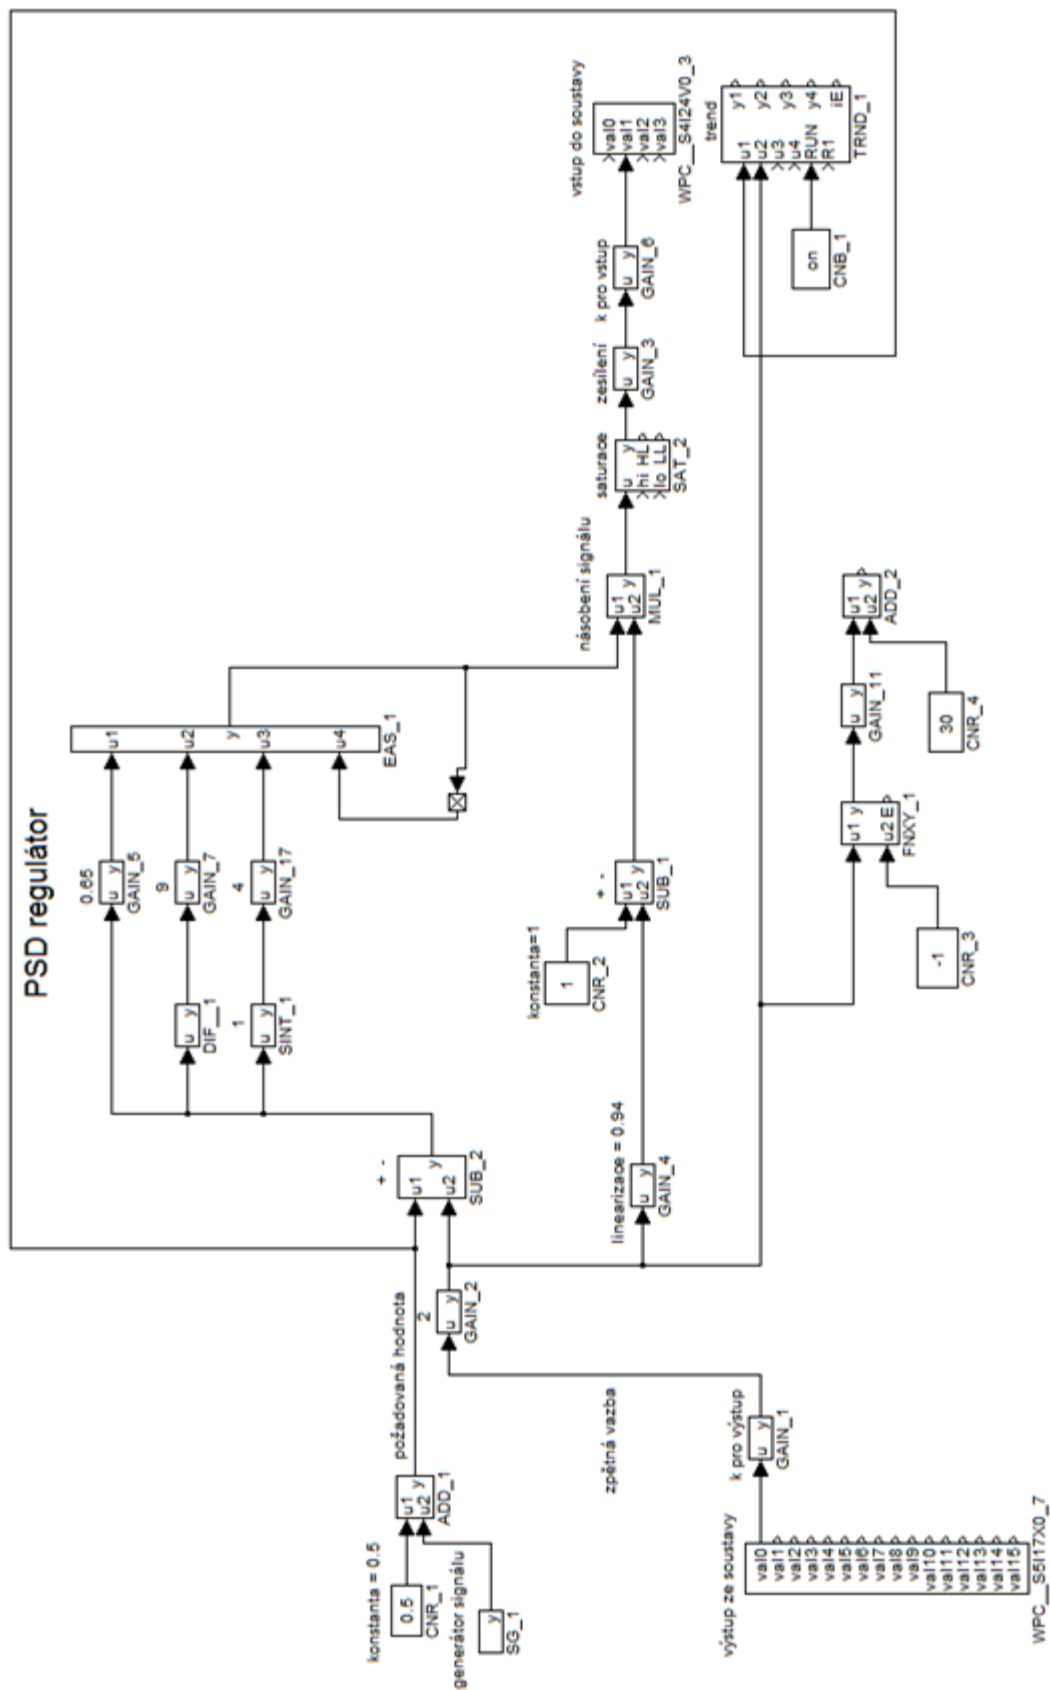 PSD regulátor
konstanta = 0.5
0.5
CNR_1
generátor signálu
y
SG_1
u1 y
u2
ADD_1
požadovaná hodnota
+ -
u1
y
u2
SUB_2
výstup ze soustavy
val0
val1
val2
val3
val4
val5
val6
val7
val8
val9
val10
val11
val12
val13
val14
val15
WPC__S5I17X0_7
k pro výstup
u y
GAIN_1
zpětná vazba
2
u y
GAIN_2
0.65
u y
GAIN_5
u y
DIF__1
9
u y
GAIN_7
1
u y
SINT_1
4
u y
GAIN_17
u1
u2
y
u3
u4
EAS_1
linearizace = 0.94
u y
GAIN_4
konstanta=1
1
CNR_2
+ -
u1
u2 y
SUB_1
násobení signálu
u1
u2 y
MUL_1
saturace
u y
hi HL
lo LL
SAT_2
zesílení
u y
GAIN_3
k pro vstup
u y
GAIN_6
vstup do soustavy
val0
val1
val2
val3
WPC__S4I24V0_3
trend
u1 y1
u2 y2
u3 y3
u4 y4
RUN
R1 iE
TRND_1
on
CNB_1
-1
CNR_3
u1 y
u2 E
FNXY_1
u y
GAIN_11
30
CNR_4
u1 y
u2
ADD_2